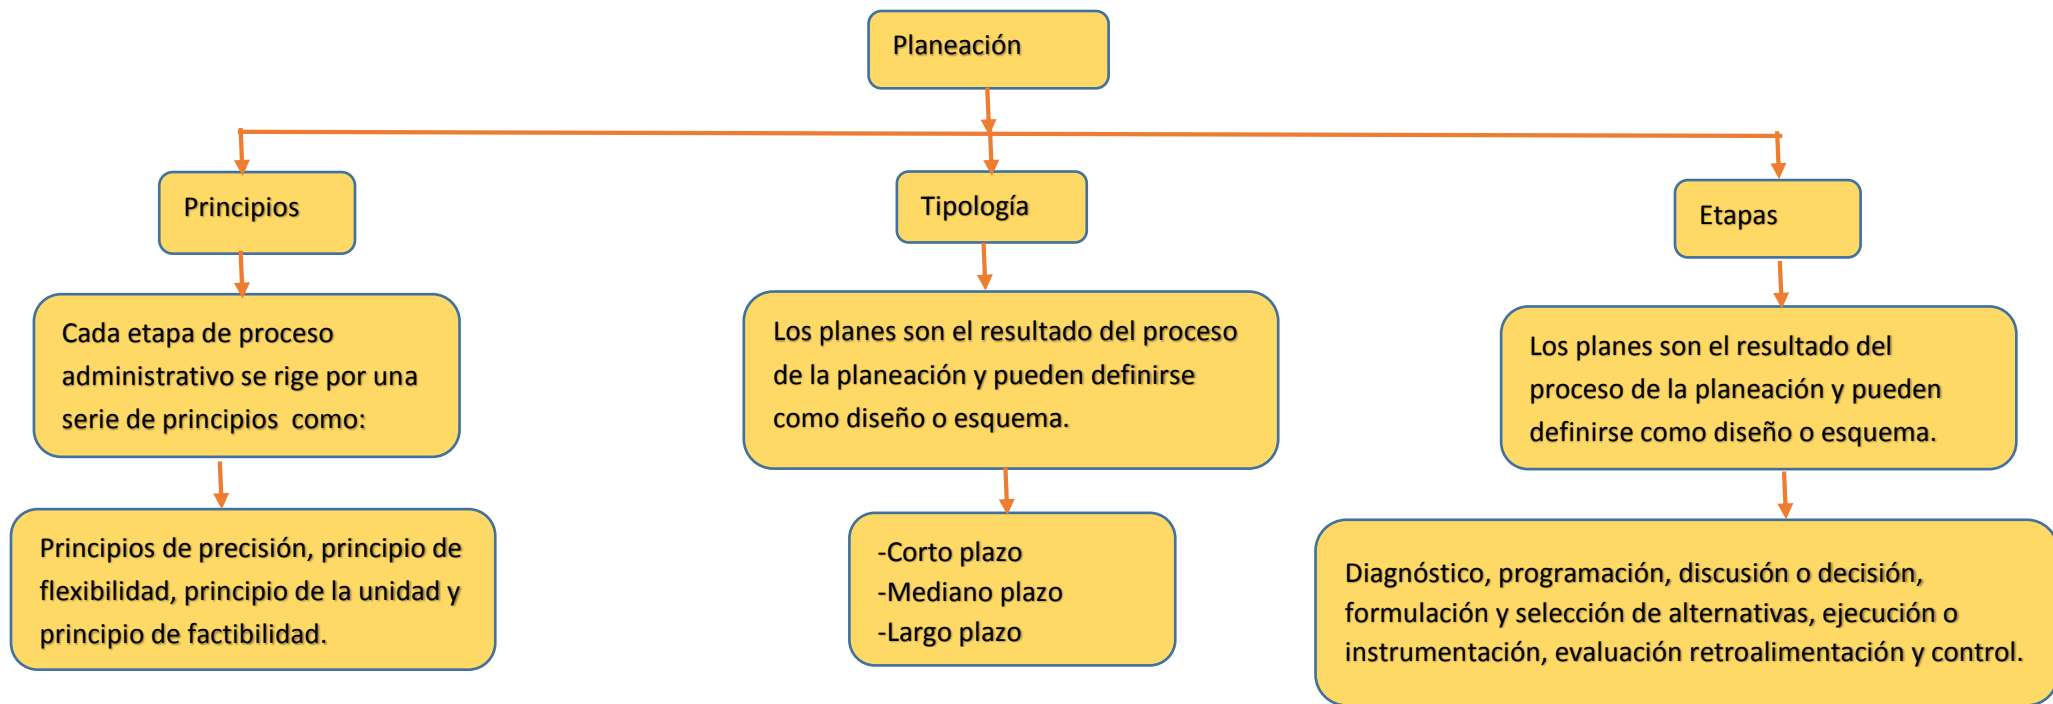 Planeación
Principios
Tipología
Etapas
Cada etapa de proceso
administrativo se rige por una
serie de principios  como:
Los planes son el resultado del proceso
de la planeación y pueden definirse
como diseño o esquema.
Los planes son el resultado del
proceso de la planeación y pueden
definirse como diseño o esquema.
Principios de precisión, principio de
flexibilidad, principio de la unidad y
principio de factibilidad.
-Corto plazo
-Mediano plazo
-Largo plazo
Diagnóstico, programación, discusión o decisión,
formulación y selección de alternativas, ejecución o
instrumentación, evaluación retroalimentación y control.